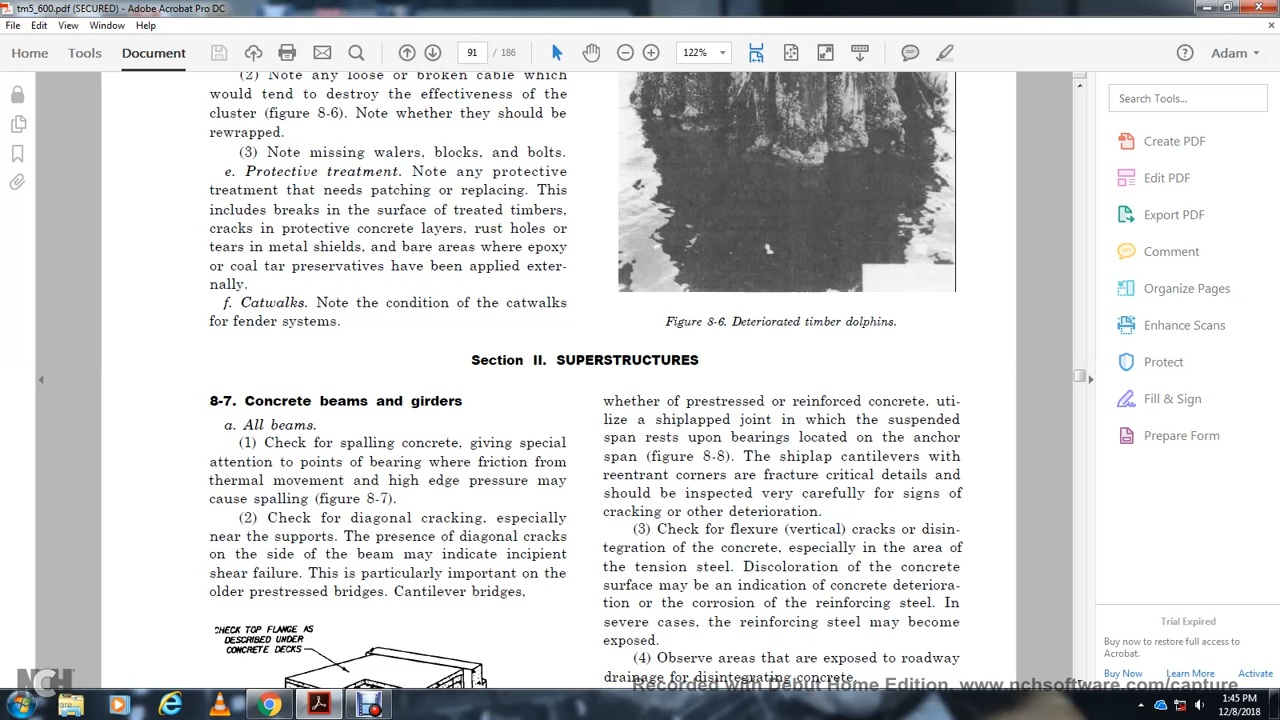 tm5_600.pdf (SECURED) - Adobe Acrobat Pro DC
File Edit View Window Help
Home Tools Document 91 / 186 122% Adam
(2) Note any loose or broken cable which
would tend to destroy the effectiveness of the
cluster (figure 8-6). Note whether they should be
rewrapped.
(3) Note missing walers, blocks, and bolts.
e. Protective treatment. Note any protective
treatment that needs patching or replacing. This
includes breaks in the surface of treated timbers,
cracks in protective concrete layers, rust holes or
tears in metal shields, and bare areas where epoxy
or coal tar preservatives have been applied exter-
nally.
f. Catwalks. Note the condition of the catwalks
for fender systems.
Figure 8-6. Deteriorated timber dolphins.
Section II. SUPERSTRUCTURES
8-7. Concrete beams and girders
a. All beams.
(1) Check for spalling concrete, giving special
attention to points of bearing where friction from
thermal movement and high edge pressure may
cause spalling (figure 8-7).
(2) Check for diagonal cracking, especially
near the supports. The presence of diagonal cracks
on the side of the beam may indicate incipient
shear failure. This is particularly important on the
older prestressed bridges. Cantilever bridges,
CHECK TOP FLANGE AS
DESCRIBED UNDER
CONCRETE DECKS
whether of prestressed or reinforced concrete, uti-
lize a shiplapped joint in which the suspended
span rests upon bearings located on the anchor
span (figure 8-8). The shiplap cantilevers with
reentrant corners are fracture critical details and
should be inspected very carefully for signs of
cracking or other deterioration.
(3) Check for flexure (vertical) cracks or disin-
tegration of the concrete, especially in the area of
the tension steel. Discoloration of the concrete
surface may be an indication of concrete deteriora-
tion or the corrosion of the reinforcing steel. In
severe cases, the reinforcing steel may become
exposed.
(4) Observe areas that are exposed to roadway
drainage for disintegrating concrete.
Search Tools...
Create PDF
Edit PDF
Export PDF
Comment
Organize Pages
Enhance Scans
Protect
Fill & Sign
Prepare Form
Trial Expired
Buy now to restore full access to
Acrobat.
Buy Now Learn More Activate
NCH
Recorded with Debut Home Edition. www.nchsoftware.com/capture
1:45 PM
12/8/2018